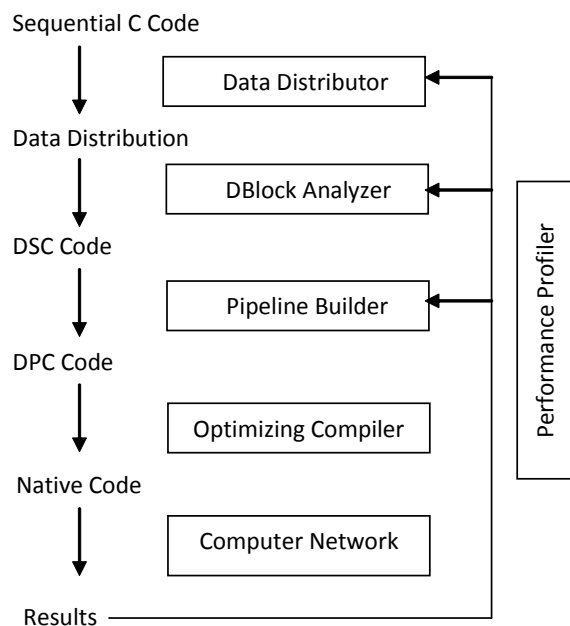 Sequential C Code
Data Distributor
Data Distribution
DBlock Analyzer
DSC Code
Pipeline Builder
DPC Code
Optimizing Compiler
Native Code
Computer Network
Results
Performance Profiler